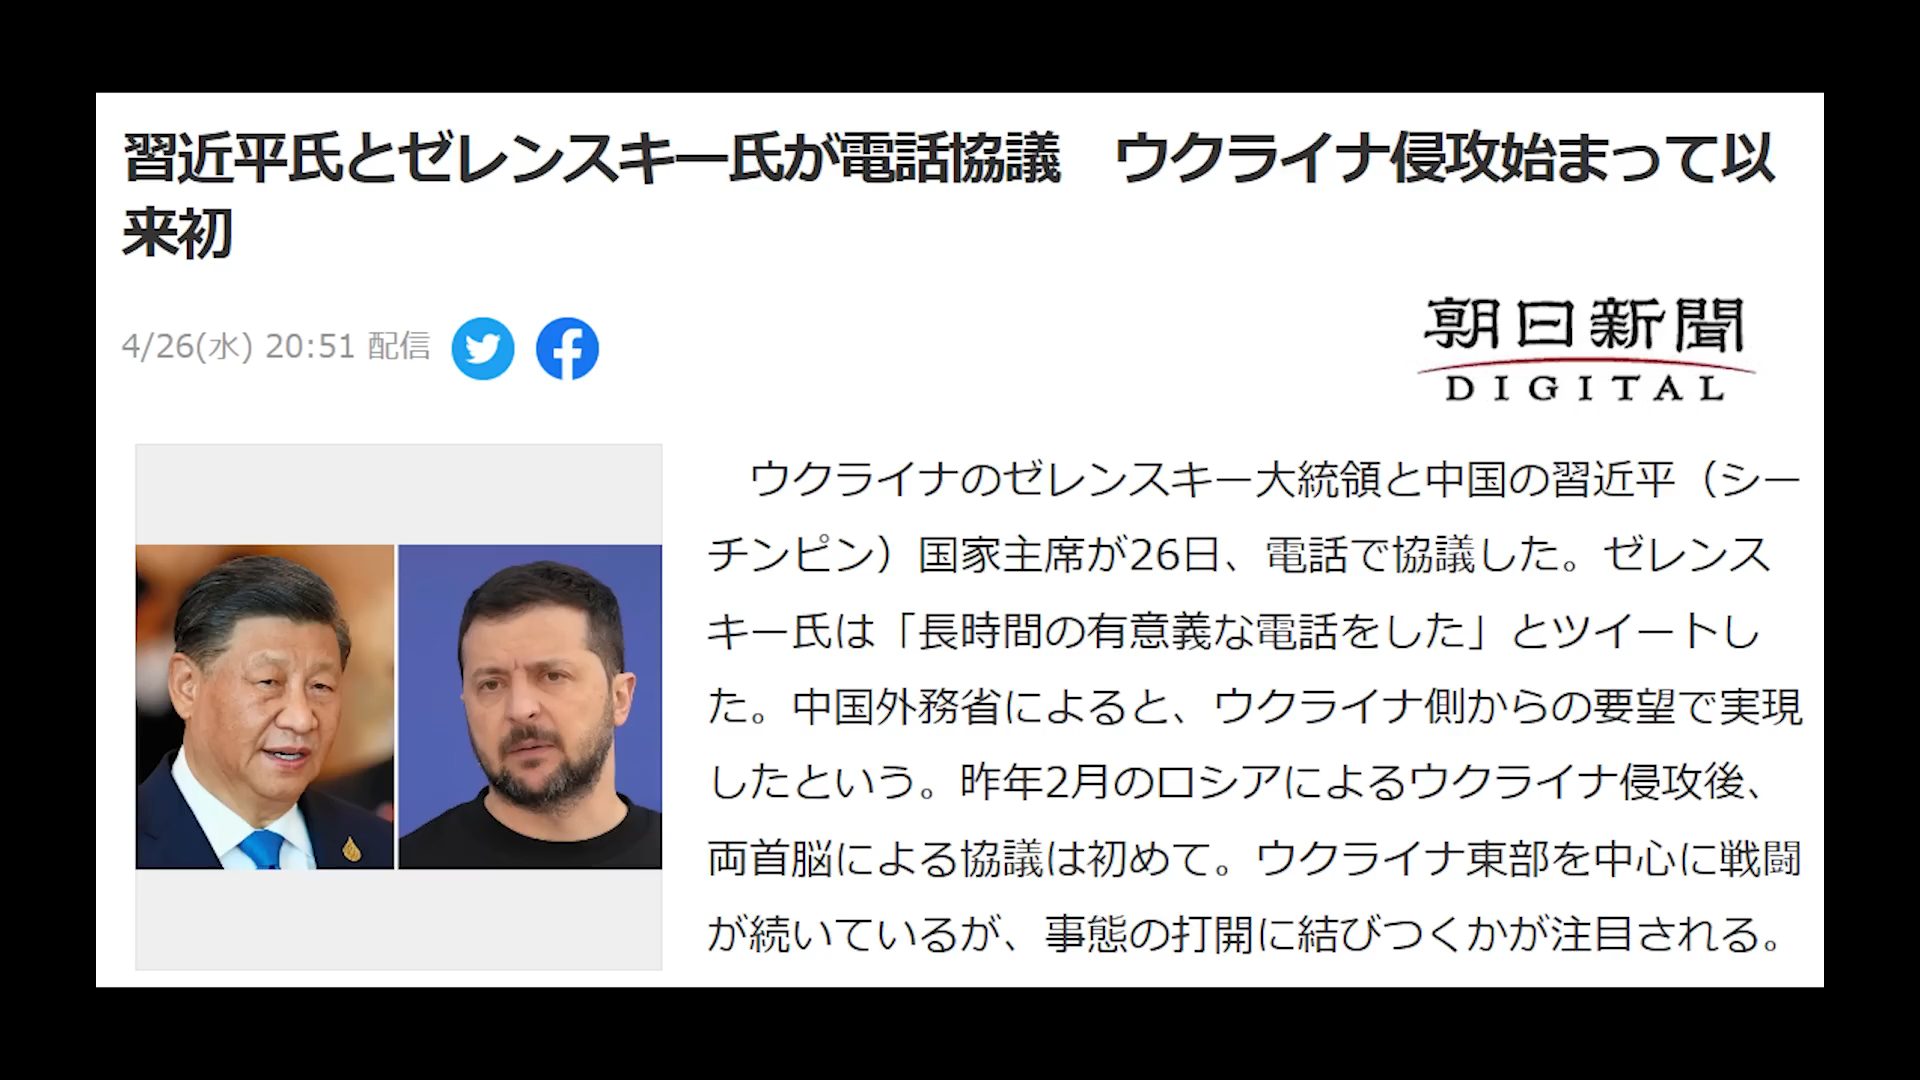 習近平氏とゼレンスキー氏が電話協議　ウクライナ侵攻始まって以
来初
4/26(水) 20:51 配信
朝日新聞
DIGITAL
ウクライナのゼレンスキー大統領と中国の習近平（シー
チンピン）国家主席が26日、電話で協議した。ゼレンス
キー氏は「長時間の有意義な電話をした」とツイートし
た。中国外務省によると、ウクライナ側からの要望で実現
したという。昨年2月のロシアによるウクライナ侵攻後、
両首脳による協議は初めて。ウクライナ東部を中心に戦闘
が続いているが、事態の打開に結びつくかが注目される。